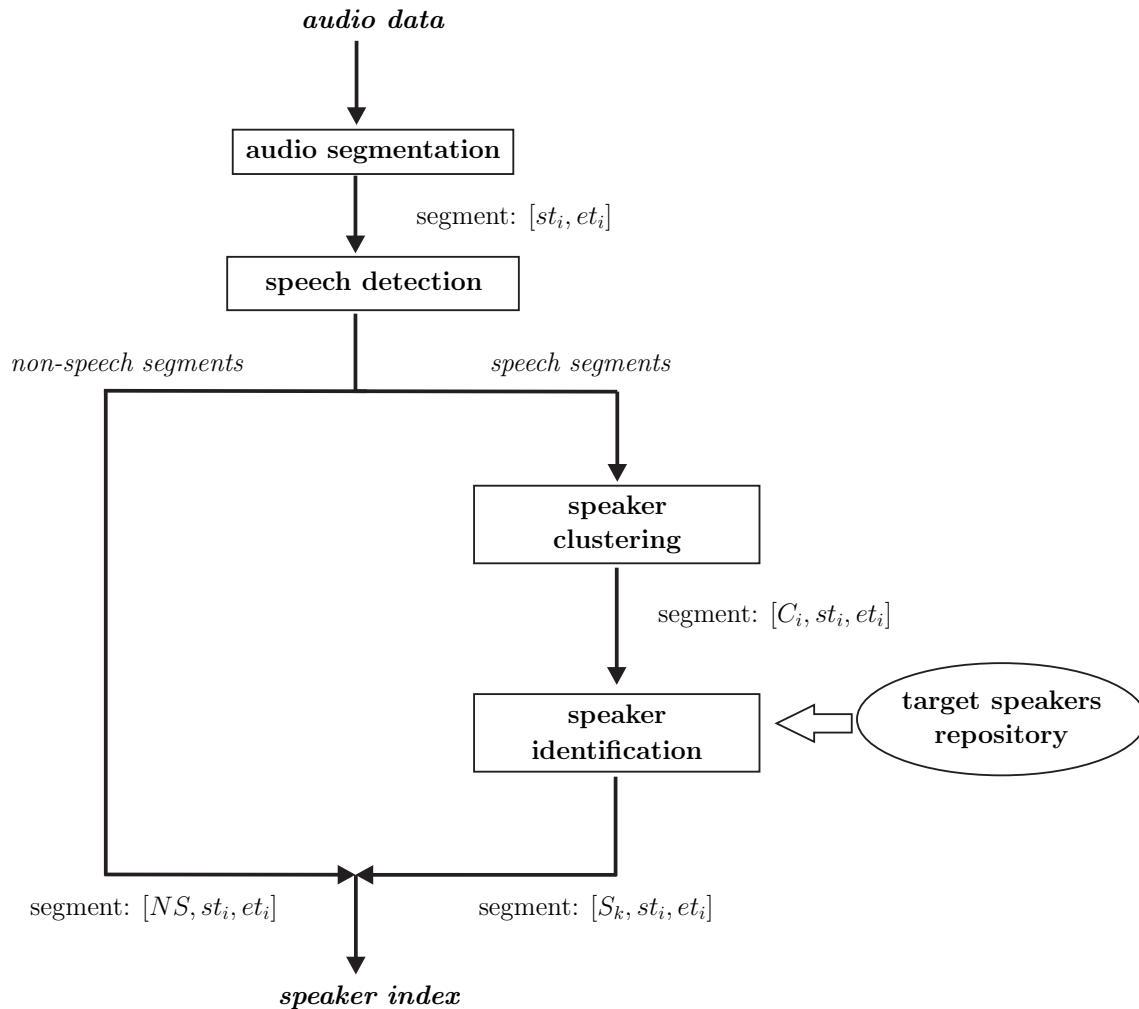 audio data
audio segmentation
segment: [st_i, et_i]
speech detection
non-speech segments
speech segments
speaker
clustering
segment: [C_i, st_i, et_i]
speaker
identification
target speakers
repository
segment: [NS, st_i, et_i]
segment: [S_k, st_i, et_i]
speaker index